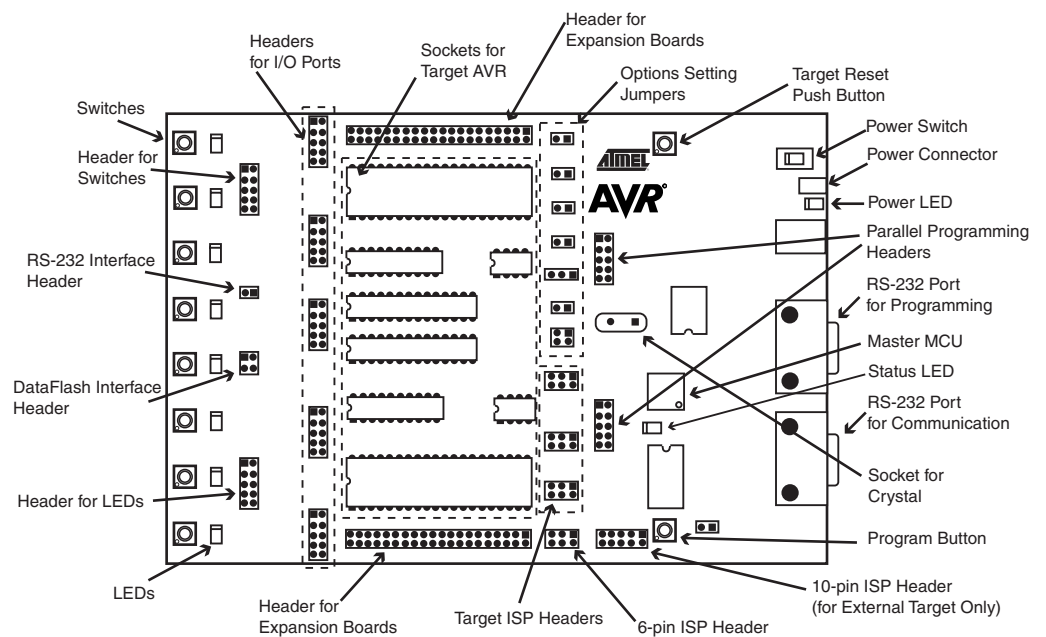 Header for
Expansion Boards
Headers
for I/O Ports
Sockets for
Target AVR
Options Setting
Jumpers
Target Reset
Push Button
Switches
Header for
Switches
Power Switch
Power Connector
Power LED
Parallel Programming
Headers
RS-232 Interface
Header
RS-232 Port
for Programming
Master MCU
Status LED
DataFlash Interface
Header
RS-232 Port
for Communication
Socket for
Crystal
Header for LEDs
Program Button
LEDs
Header for
Expansion Boards
Target ISP Headers
6-pin ISP Header
10-pin ISP Header
(for External Target Only)
ATMEL
AVR